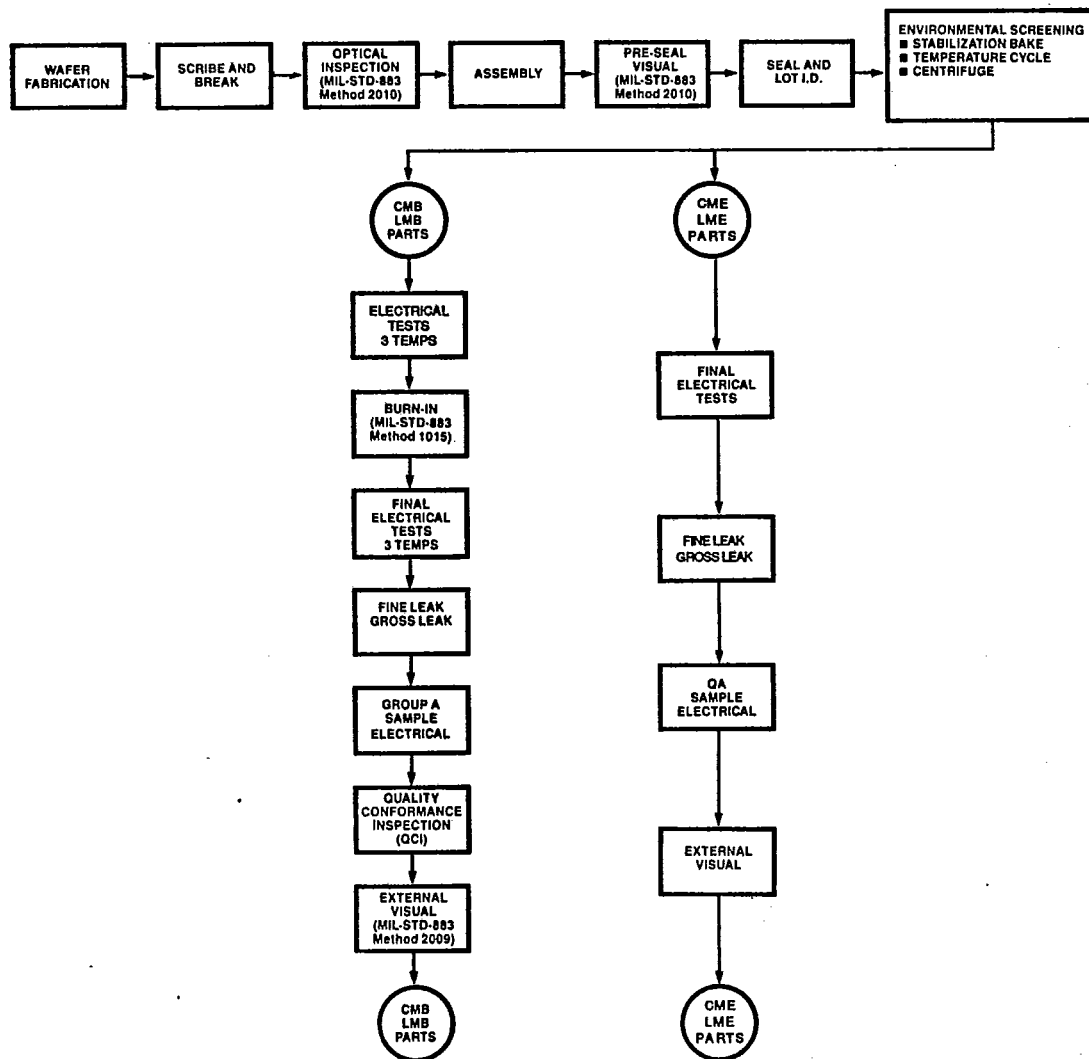 WAFER
FABRICATION
SCRIBE AND
BREAK
OPTICAL
INSPECTION
(MIL-STD-883
Method 2010)
ASSEMBLY
PRE-SEAL
VISUAL
(MIL-STD-883
Method 2010)
SEAL AND
LOT I.D.
ENVIRONMENTAL SCREENING
■ STABILIZATION BAKE
■ TEMPERATURE CYCLE
■ CENTRIFUGE
CMB
LMB
PARTS
ELECTRICAL
TESTS
3 TEMPS
BURN-IN
(MIL-STD-883
Method 1015)
FINAL
ELECTRICAL
TESTS
3 TEMPS
FINE LEAK
GROSS LEAK
GROUP A
SAMPLE
ELECTRICAL
QUALITY
CONFORMANCE
INSPECTION
(QCI)
EXTERNAL
VISUAL
(MIL-STD-883
Method 2009)
CMB
LMB
PARTS
CME
LME
PARTS
FINAL
ELECTRICAL
TESTS
FINE LEAK
GROSS LEAK
QA
SAMPLE
ELECTRICAL
EXTERNAL
VISUAL
CME
LME
PARTS